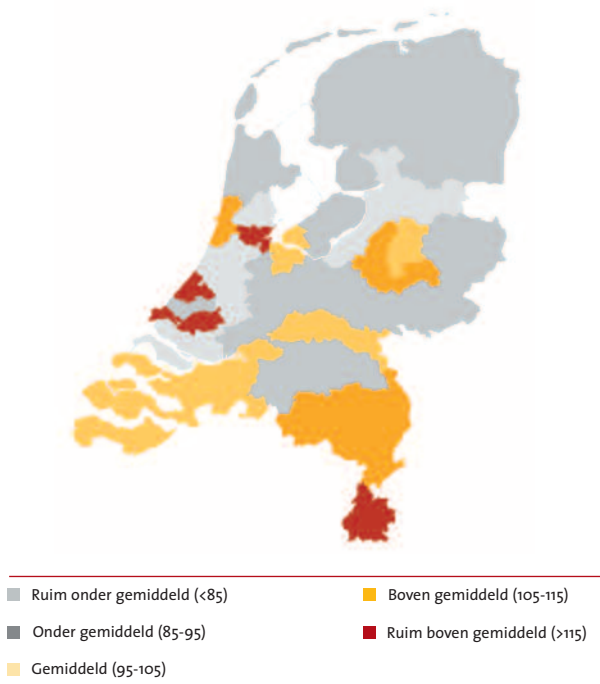 Ruim onder gemiddeld (<85)
Onder gemiddeld (85-95)
Gemiddeld (95-105)
Boven gemiddeld (105-115)
Ruim boven gemiddeld (>115)